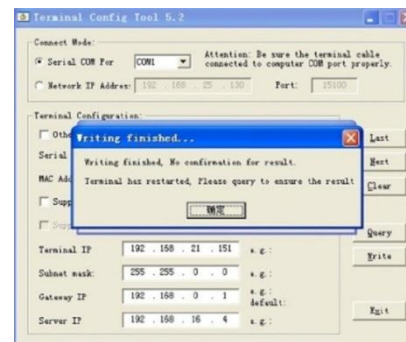 Terminal Config Tool 5.2
Connect Mode:
Serial COM Por COM1
Attention: Be sure the terminal cable
connected to computer COM port properly.
Network IP Addres: 192 . 168 . 25 . 130 Port: 15100
Terminal Configuration:
Othe
Writing finished...
Last
Serial
Writing finished, No confirmation for result.
Next
MAC Add
Terminal has restarted, Please query to ensure the result
Clear
Supp
确定
Supp
Query
Terminal IP 192 . 168 . 21 . 151 e. g.:
Write
Subnet mask: 255 . 255 . 0 . 0 e. g.:
Gateway IP 192 . 168 . 0 . 1 e. g.:
default:
Server IP 192 . 168 . 16 . 4 e. g.:
Exit